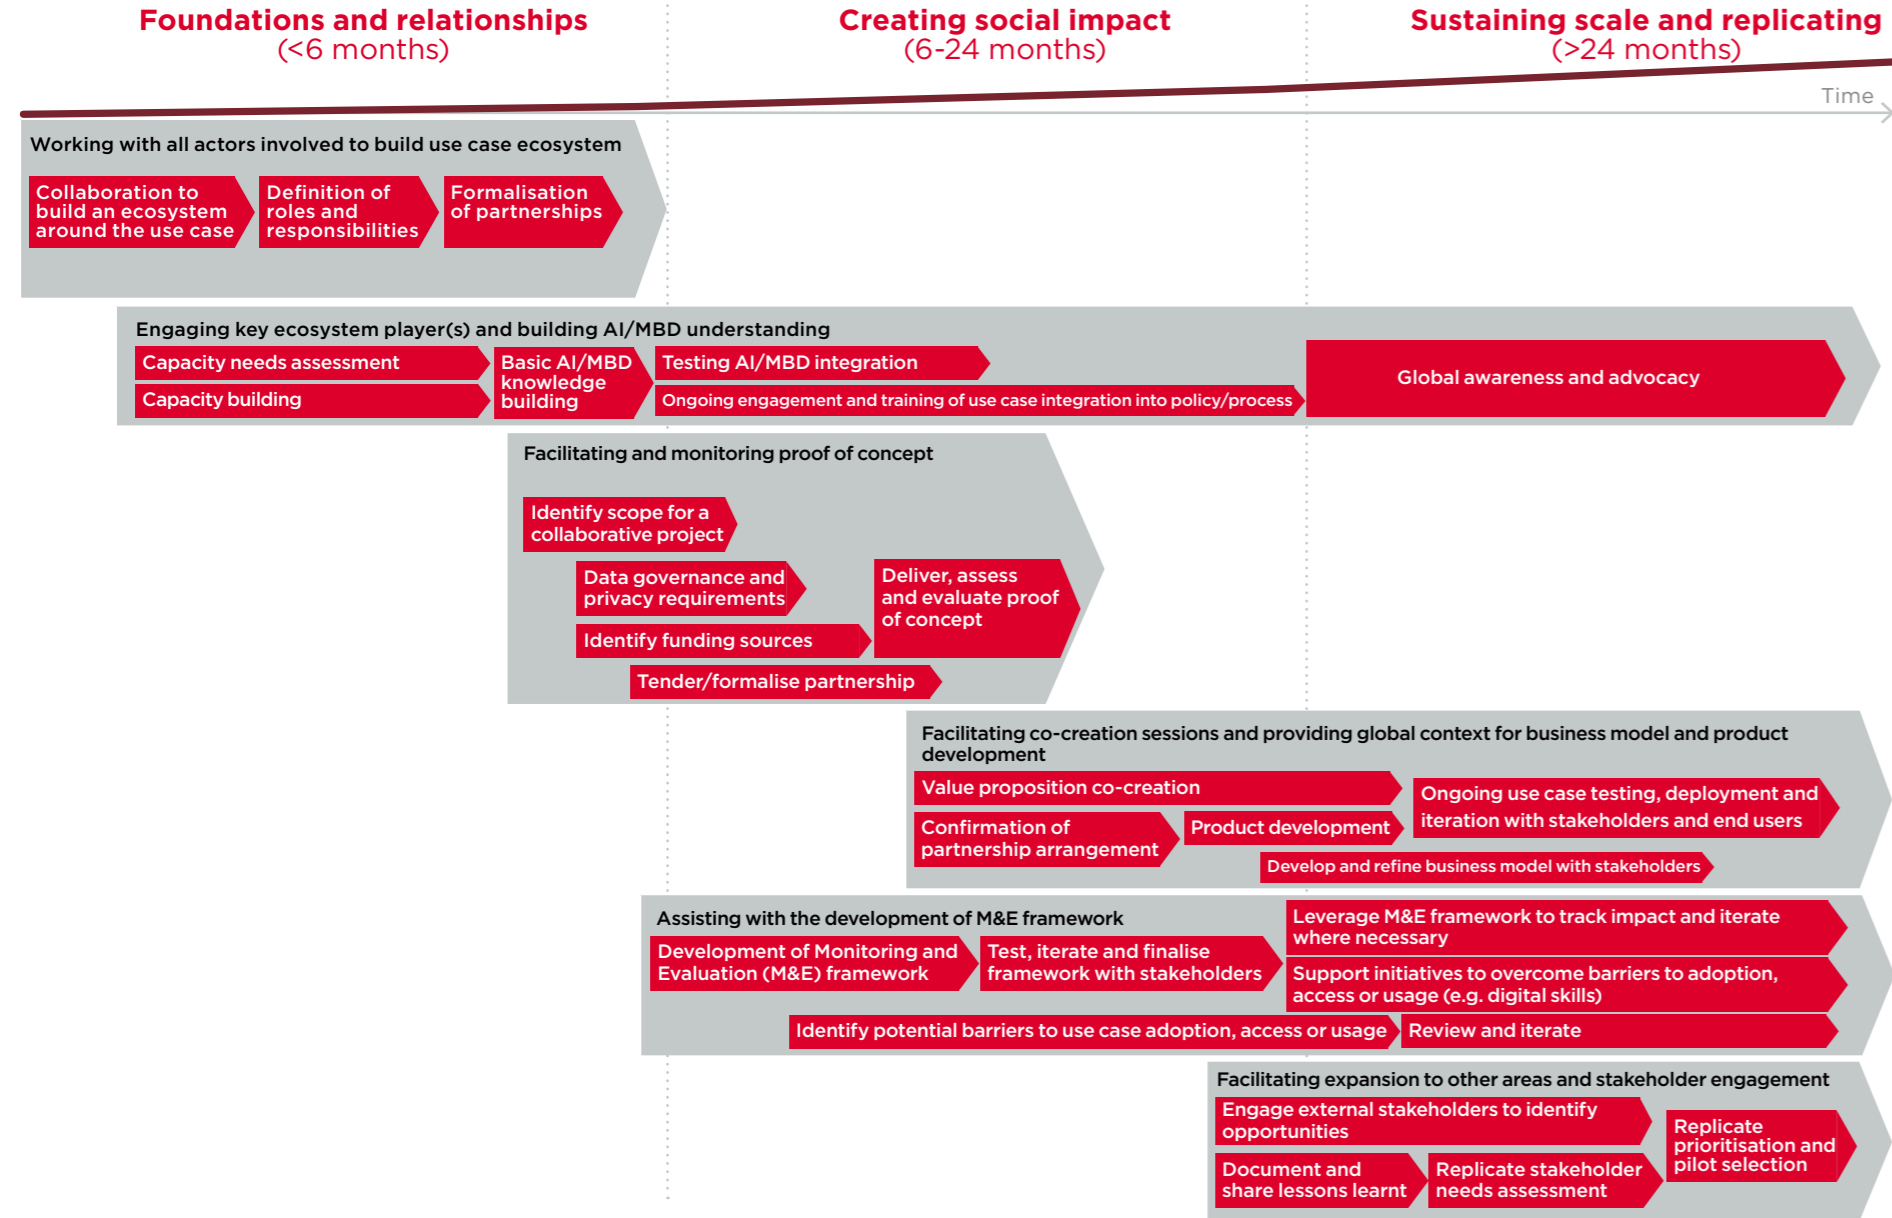 Foundations and relationships
(<6 months)
Creating social impact
(6-24 months)
Sustaining scale and replicating
(>24 months)
Time
Working with all actors involved to build use case ecosystem
Collaboration to
build an ecosystem
around the use case
Definition of
roles and
responsibilities
Formalisation
of partnerships
Engaging key ecosystem player(s) and building AI/MBD understanding
Capacity needs assessment
Capacity building
Basic AI/MBD
knowledge
building
Testing AI/MBD integration
Ongoing engagement and training of use case integration into policy/process
Global awareness and advocacy
Facilitating and monitoring proof of concept
Identify scope for a
collaborative project
Data governance and
privacy requirements
Identify funding sources
Tender/formalise partnership
Deliver, assess
and evaluate proof
of concept
Facilitating co-creation sessions and providing global context for business model and product
development
Value proposition co-creation
Confirmation of
partnership arrangement
Product development
Ongoing use case testing, deployment and
iteration with stakeholders and end users
Develop and refine business model with stakeholders
Assisting with the development of M&E framework
Development of Monitoring and
Evaluation (M&E) framework
Test, iterate and finalise
framework with stakeholders
Leverage M&E framework to track impact and iterate
where necessary
Support initiatives to overcome barriers to adoption,
access or usage (e.g. digital skills)
Identify potential barriers to use case adoption, access or usage
Review and iterate
Facilitating expansion to other areas and stakeholder engagement
Engage external stakeholders to identify
opportunities
Document and
share lessons learnt
Replicate stakeholder
needs assessment
Replicate
prioritisation and
pilot selection